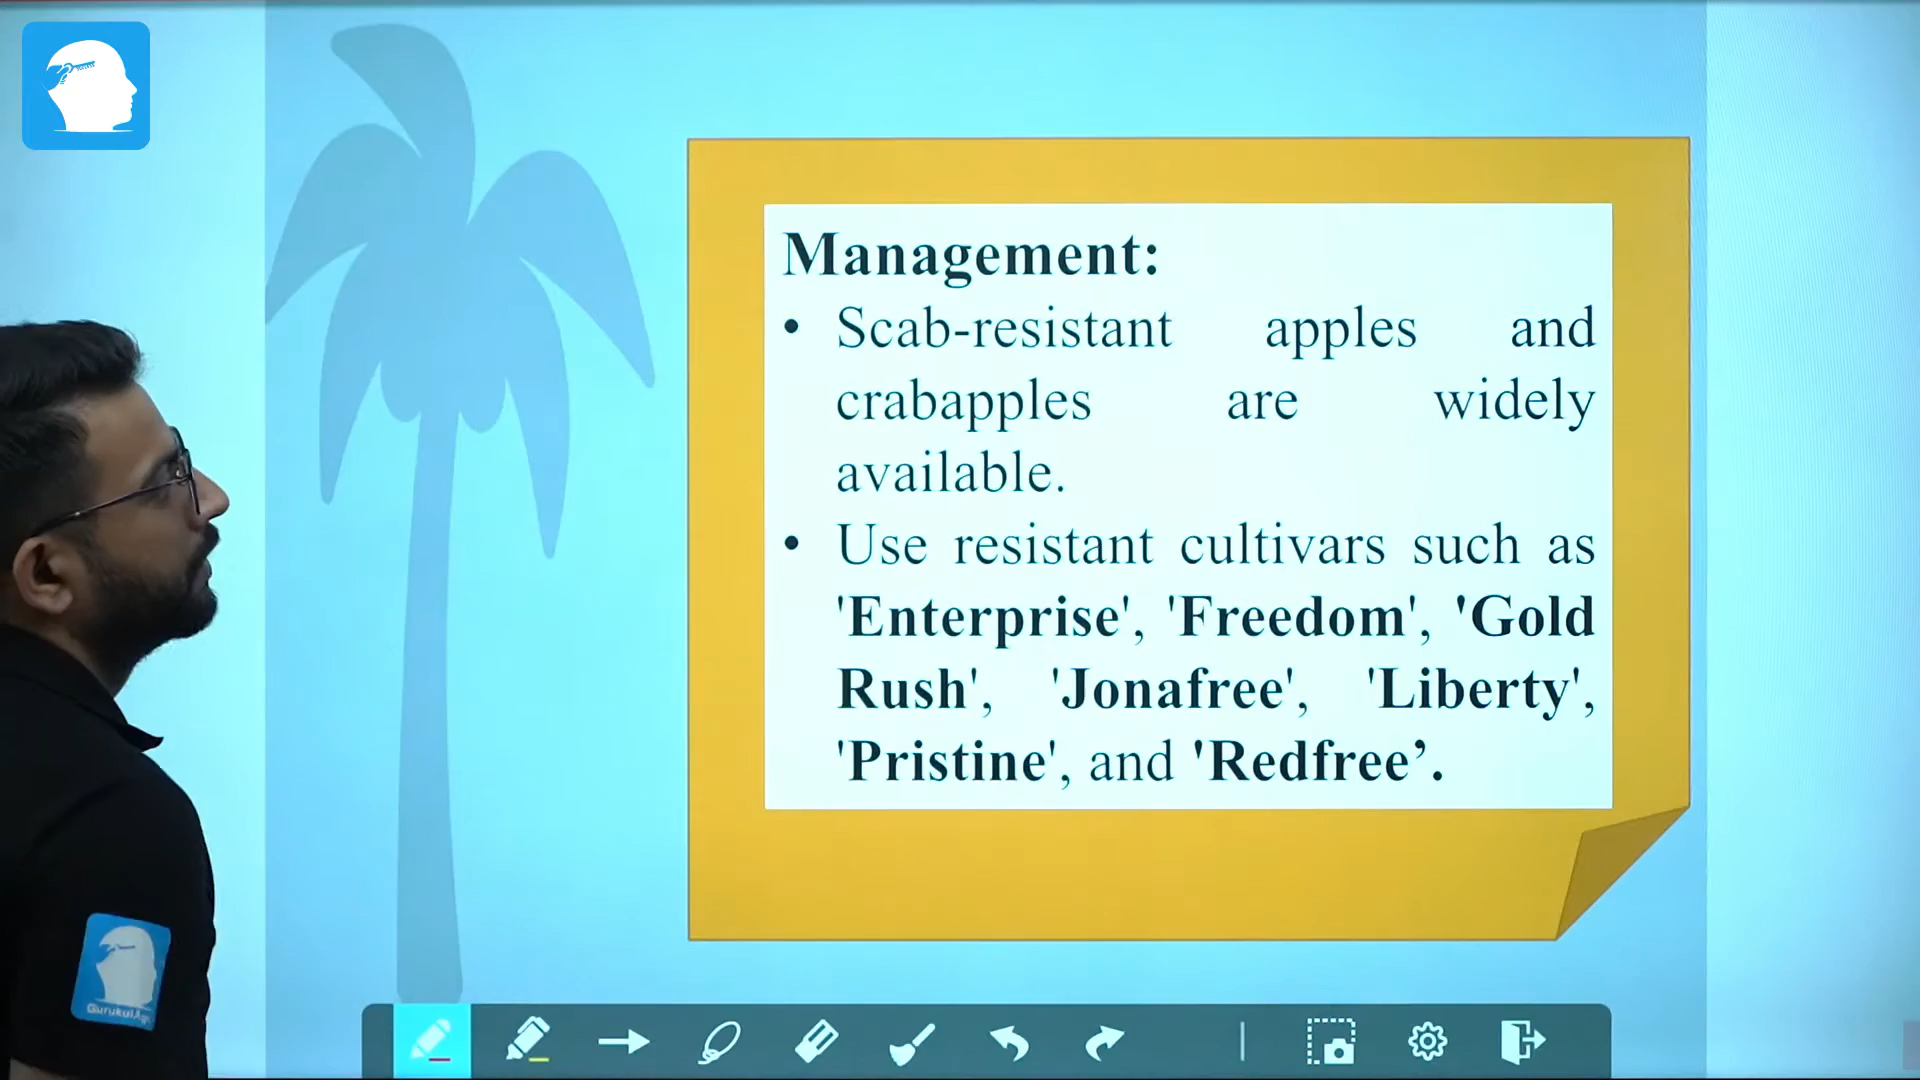 Management:
• Scab-resistant apples and
crabapples are widely
available.
• Use resistant cultivars such as
'Enterprise', 'Freedom', 'Gold
Rush', 'Jonafree', 'Liberty',
'Pristine', and 'Redfree’.